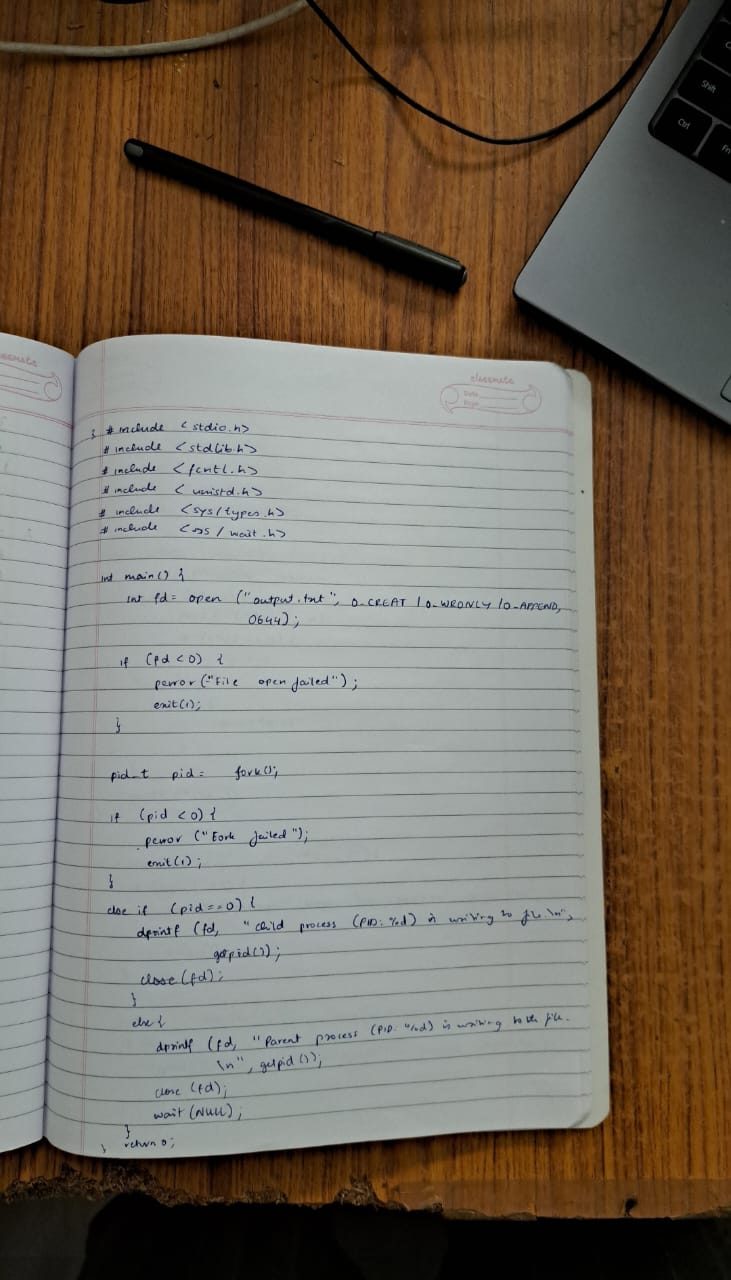 Ctrl
Shift
Fn
classmate
classmate
Date
Page
} # include <stdio.h>
# include <stdlib.h>
# include <fcntl.h>
# include <unistd.h>
# include <sys/types.h>
# include <sys/wait.h>
int main() {
int fd = open ("output.txt", O_CREAT | O_WRONLY | O_APPEND,
0644);
if (fd < 0) {
perror ("File open failed");
exit(1);
}
pid_t pid = fork();
if (pid < 0) {
perror ("Fork failed");
exit(1);
}
else if (pid == 0) {
dprintf (fd, "Child process (PID: %d) is writing to file.\n",
getpid());
close (fd);
}
else {
dprintf (fd, "Parent process (PID: %d) is writing to the file.
\n", getpid());
close (fd);
wait (NULL);
}
} return 0;